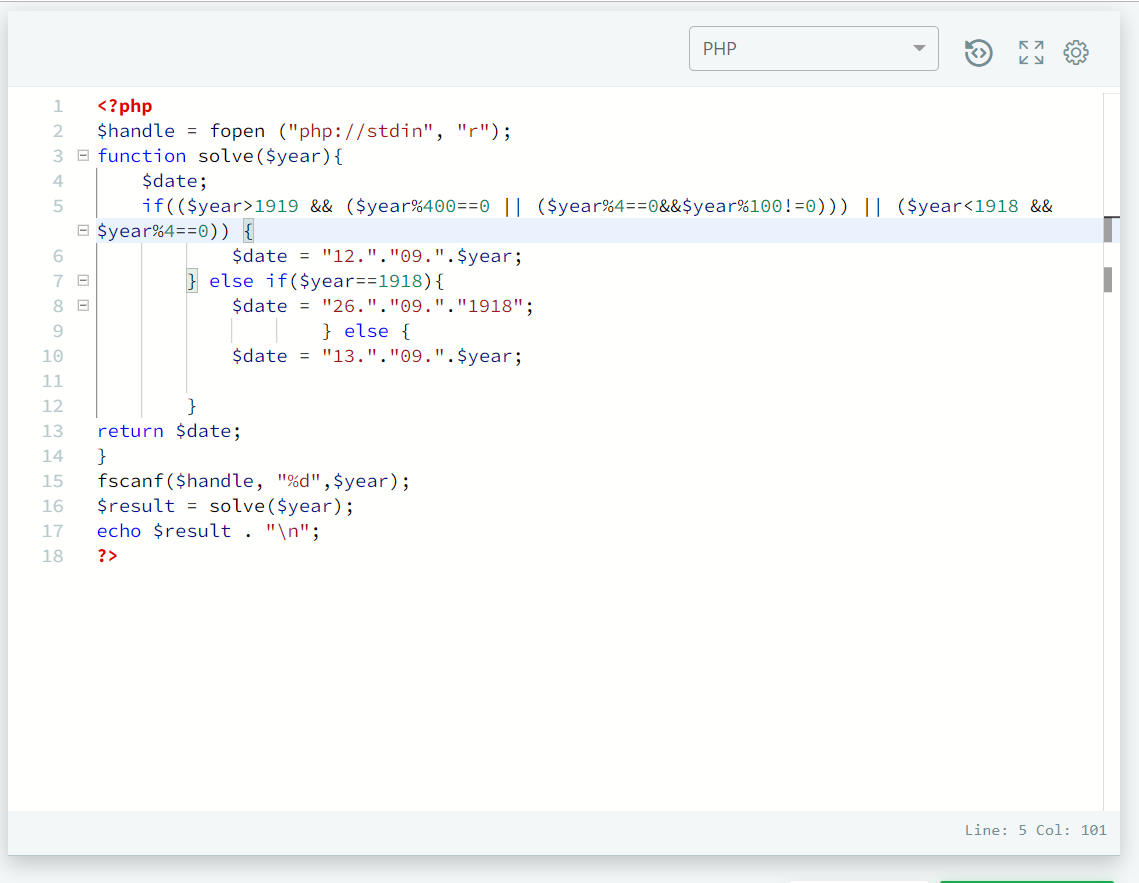 PHP
1 <?php
2 $handle = fopen ("php://stdin", "r");
3 function solve($year){
4 $date;
5 if(($year>1919 && ($year%400==0 || ($year%4==0&&$year%100!=0))) || ($year<1918 &&
$year%4==0)) {
6 $date = "12."."09.".$year;
7 } else if($year==1918){
8 $date = "26."."09."."1918";
9 } else {
10 $date = "13."."09.".$year;
11
12 }
13 return $date;
14 }
15 fscanf($handle, "%d",$year);
16 $result = solve($year);
17 echo $result . "\n";
18 ?>
Line: 5 Col: 101